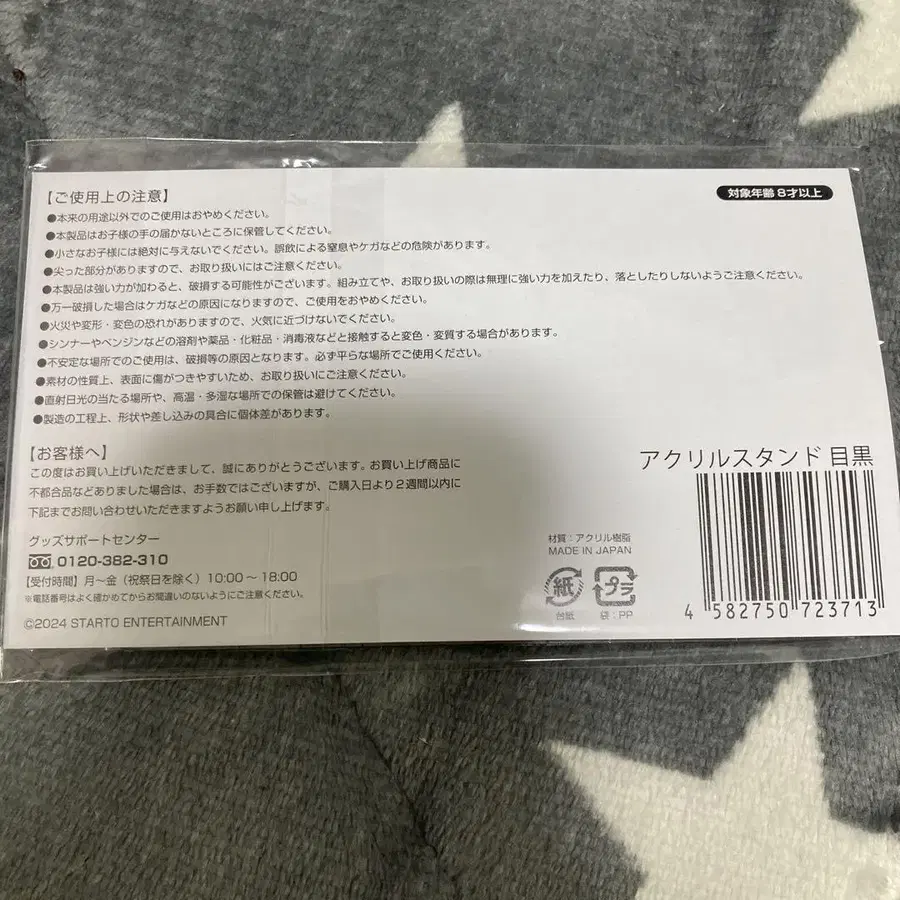 【ご使用上の注意】
対象年齢 8才以上
●本来の用途以外でのご使用はおやめください。
●本製品はお子様の手の届かないところに保管してください。
●小さなお子様には絶対に与えないでください。誤飲による窒息やケガなどの危険があります。
●尖った部分がありますので、お取り扱いにはご注意ください。
●本製品は強い力が加わると、破損する可能性がございます。組み立てや、お取り扱いの際は無理に強い力を加えたり、落としたりしないようご注意ください。
●万一破損した場合はケガなどの原因になりますので、ご使用をおやめください。
●火災や変形・変色の恐れがありますので、火気に近づけないでください。
●シンナーやベンジンなどの溶剤や薬品・化粧品・消毒液などと接触すると変色・変質する場合があります。
●不安定な場所でのご使用は、破損等の原因となります。必ず平らな場所でご使用ください。
●素材の性質上、表面に傷がつきやすいため、お取り扱いにご注意ください。
●直射日光の当たる場所や、高温・多湿な場所での保管は避けてください。
●製造の工程上、形状や差し込みの具合に個体差があります。
【お客様へ】
この度はお買い上げいただきまして、誠にありがとうございます。お買い上げ商品に
不都合品などありました場合は、お手数ではございますが、ご購入日より2週間以内に
下記までお問い合わせいただきますようお願い申し上げます。
グッズサポートセンター
0120-382-310
【受付時間】月～金（祝祭日を除く）10:00～18:00
※電話番号はよく確かめてからお間違いのないようにご注意ください。
©2024 STARTO ENTERTAINMENT
アクリルスタンド 目黒
材質：アクリル樹脂
MADE IN JAPAN
紙
プラ
台紙
袋：PP
4 582750 723713